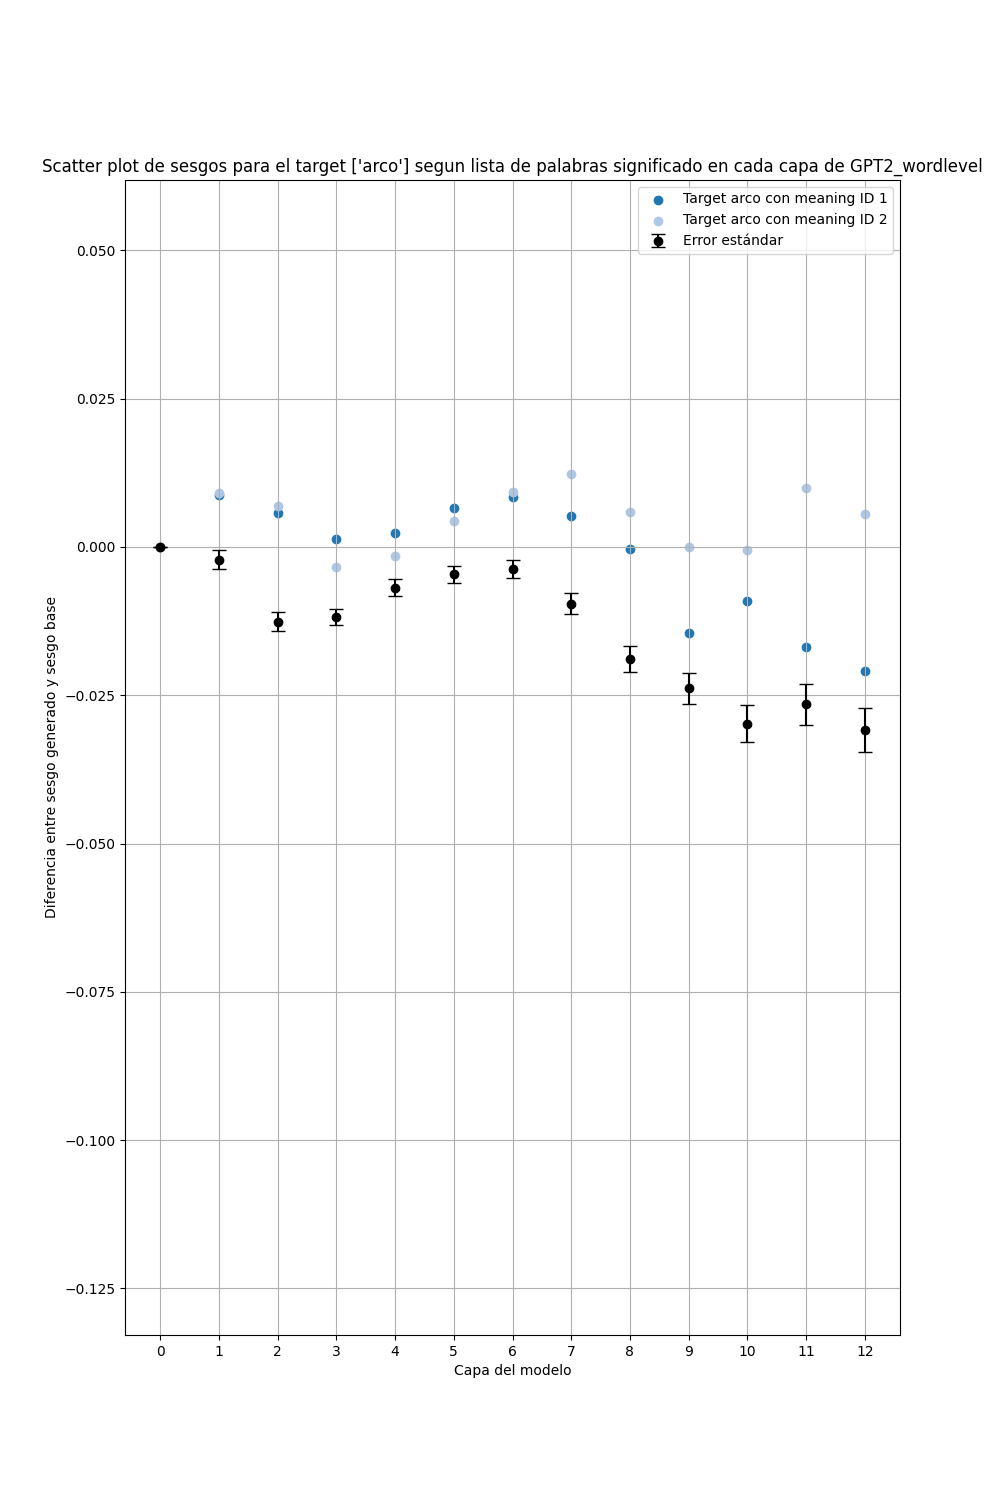 Scatter plot de sesgos para el target ['arco'] segun lista de palabras significado en cada capa de GPT2_wordlevel
Target arco con meaning ID 1
Target arco con meaning ID 2
Error estándar
0.050
0.025
0.000
−0.025
−0.050
−0.075
−0.100
−0.125
Diferencia entre sesgo generado y sesgo base
0 1 2 3 4 5 6 7 8 9 10 11 12
Capa del modelo